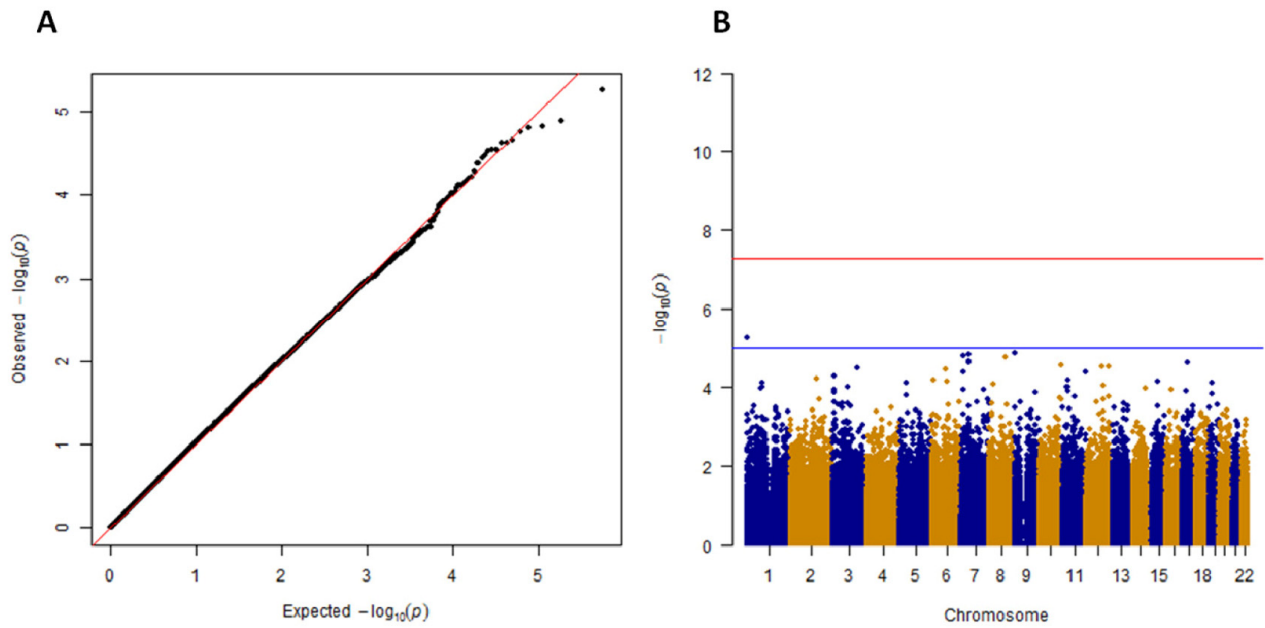 A
B
Observed −log10(p)
5
4
3
2
1
0
0 1 2 3 4 5
Expected −log10(p)
−log10(p)
12
10
8
6
4
2
0
1 2 3 4 5 6 7 8 9 11 13 15 18 22
Chromosome